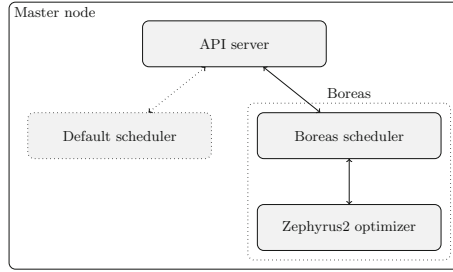 Master node
API server
Boreas
Default scheduler
Boreas scheduler
Zephyrus2 optimizer